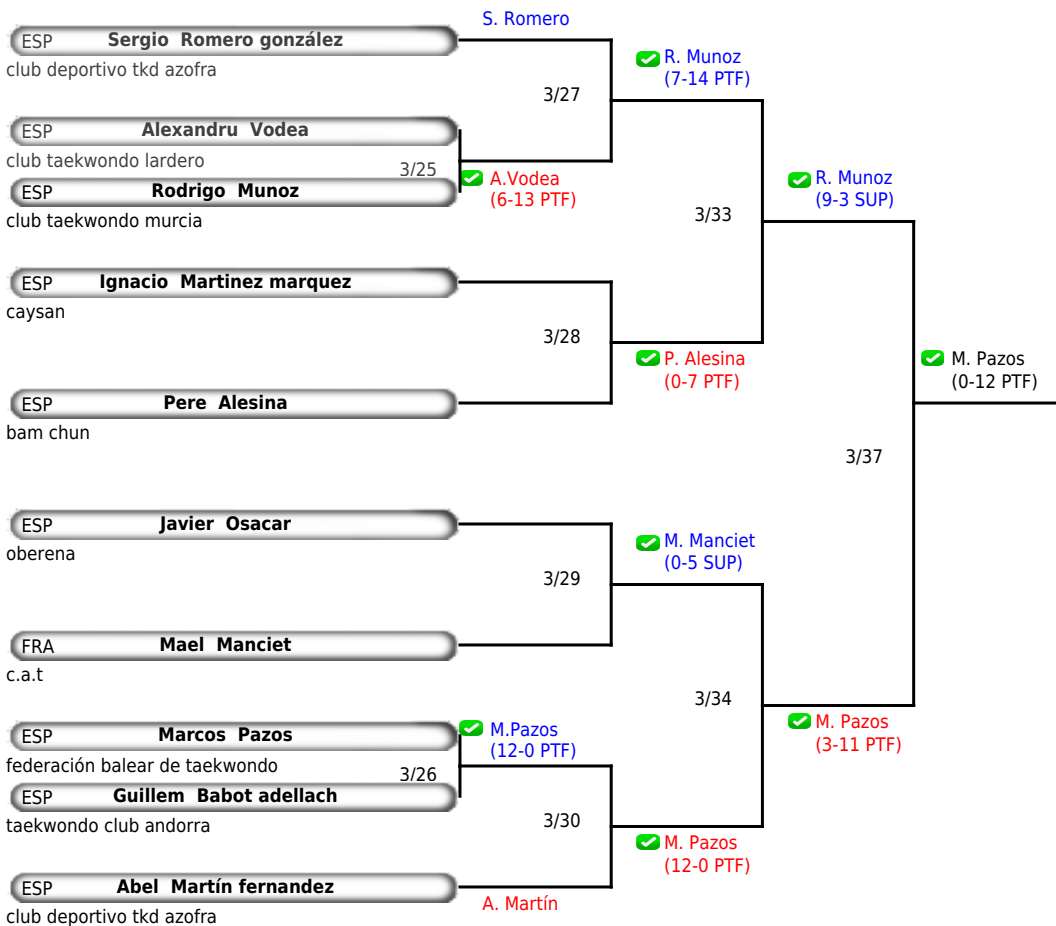 S. Romero
ESP Sergio Romero gonzález
club deportivo tkd azofra
R. Munoz
(7-14 PTF)
3/27
ESP Alexandru Vodea
club taekwondo lardero
3/25
A.Vodea
(6-13 PTF)
ESP Rodrigo Munoz
club taekwondo murcia
R. Munoz
(9-3 SUP)
3/33
ESP Ignacio Martinez marquez
caysan
3/28
P. Alesina
(0-7 PTF)
M. Pazos
(0-12 PTF)
ESP Pere Alesina
bam chun
3/37
ESP Javier Osacar
oberena
M. Manciet
(0-5 SUP)
3/29
FRA Mael Manciet
c.a.t
3/34
ESP Marcos Pazos
federación balear de taekwondo
3/26
M.Pazos
(12-0 PTF)
M. Pazos
(3-11 PTF)
ESP Guillem Babot adellach
taekwondo club andorra
3/30
M. Pazos
(12-0 PTF)
ESP Abel Martín fernandez
club deportivo tkd azofra
A. Martín